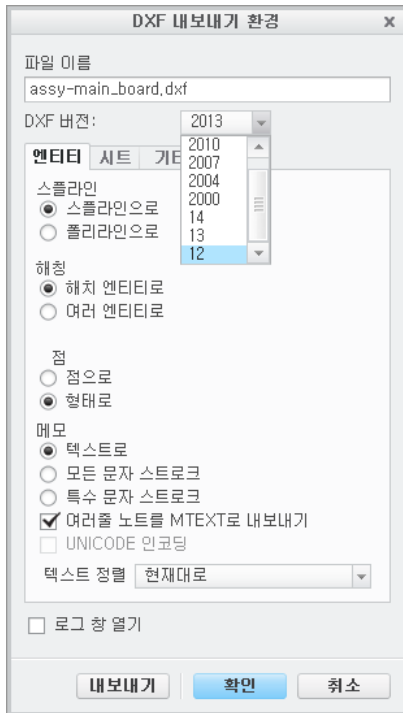 DXF 내보내기 환경
파일 이름
assy-main_board.dxf
DXF 버전: 2013
2010
2007
2004
2000
14
13
12
엔티티 시트 기타
스플라인
스플라인으로
폴리라인으로
해칭
해치 엔티티로
여러 엔티티로
점
점으로
형태로
메모
텍스트로
모든 문자 스트로크
특수 문자 스트로크
여러줄 노트를 MTEXT로 내보내기
UNICODE 인코딩
텍스트 정렬 현재대로
로그 창 열기
내보내기 확인 취소